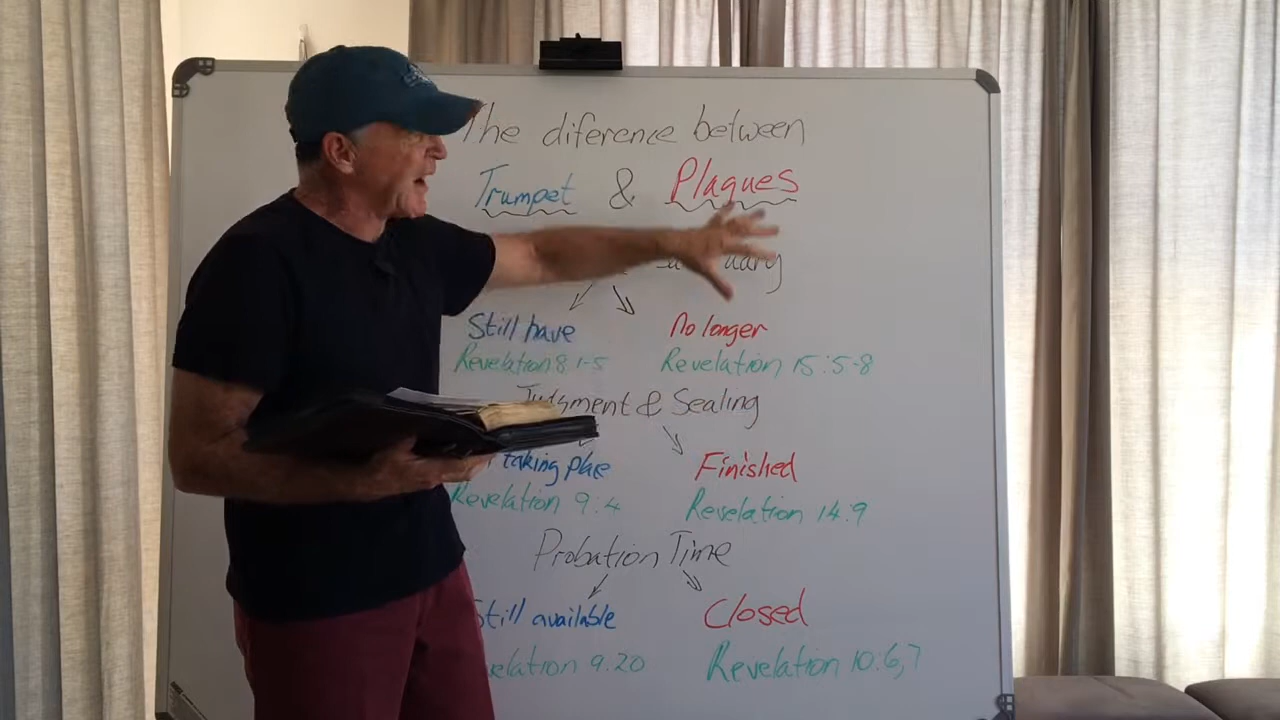 The diference between
Trumpet & Plaques
Still have No longer
Revelation 8 1-5 Revelation 15:5-8
Judgment & Sealing
taking place Finished
Revelation 9:4 Revelation 14:9
Probation Time
Still available Closed
Revelation 9.20 Revelation 10:6,7